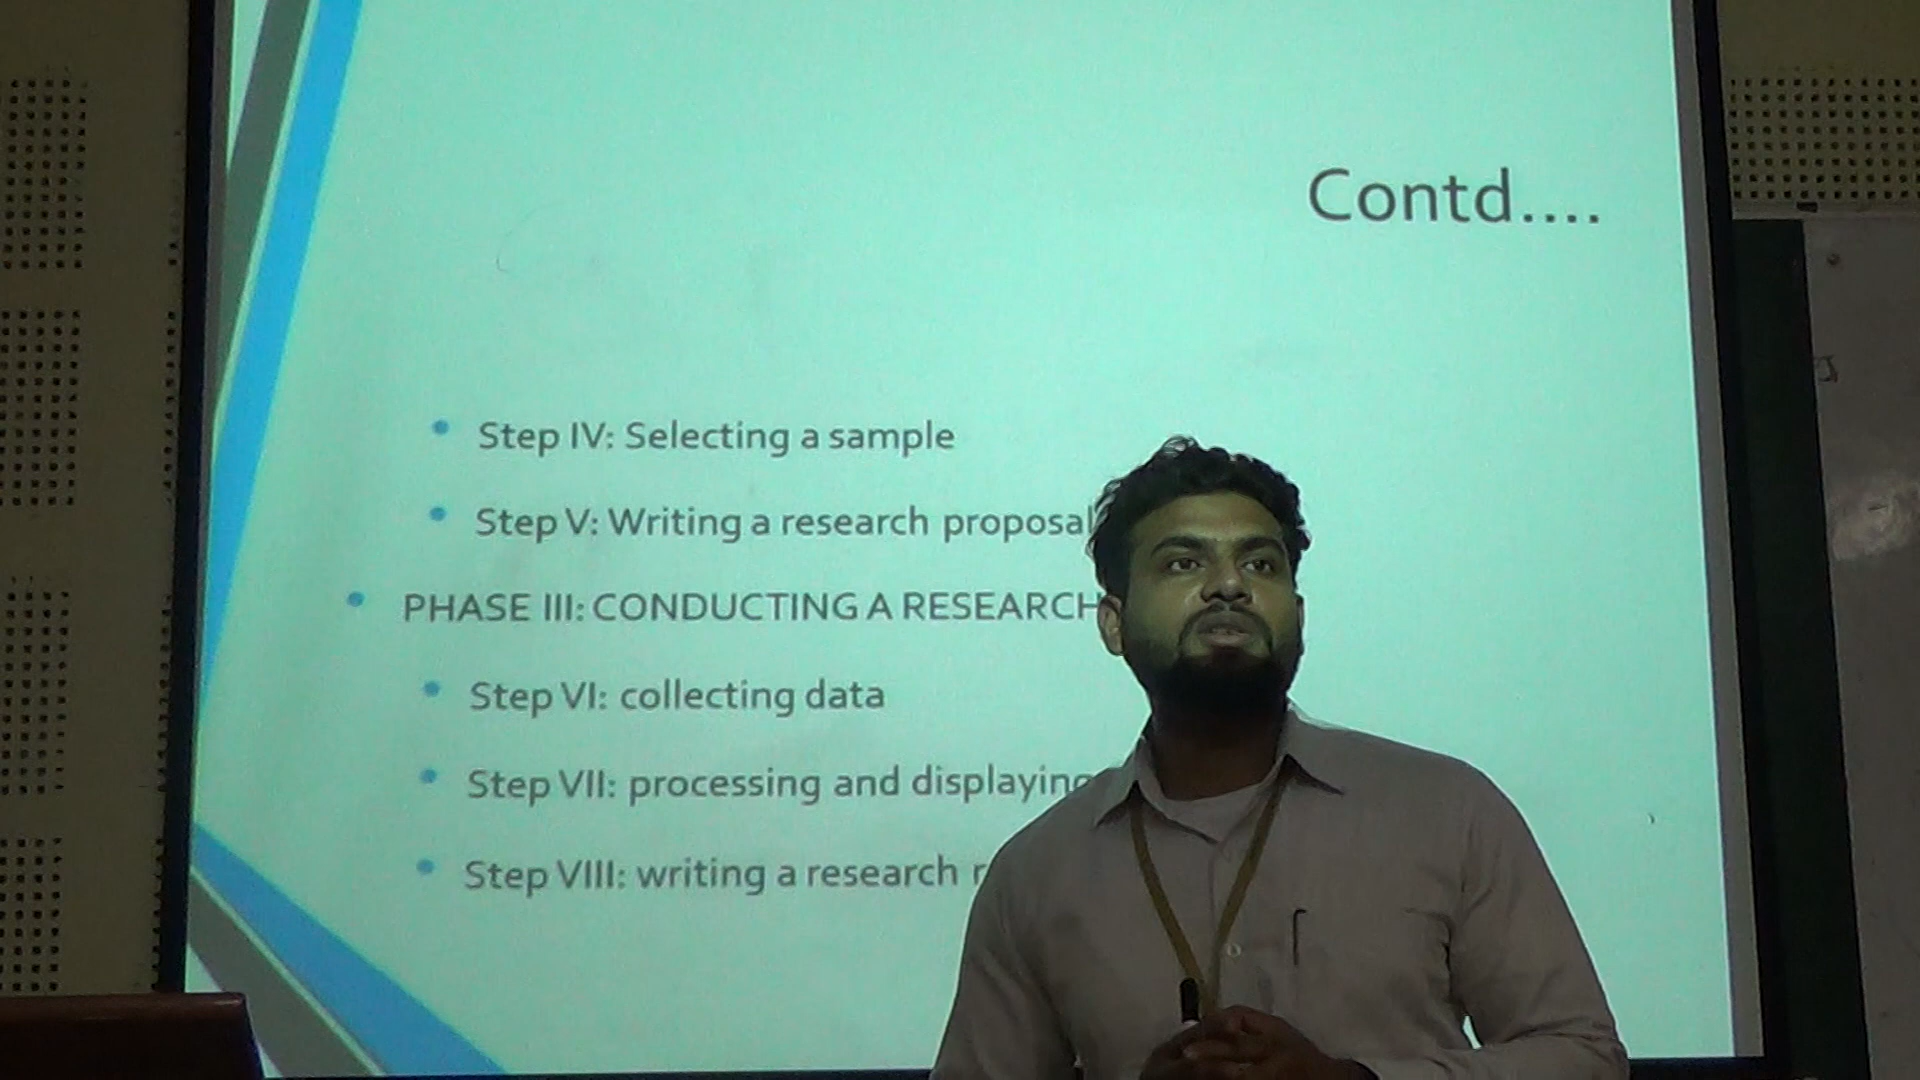 Contd....
Step IV: Selecting a sample
Step V: Writing a research proposal
PHASE III: CONDUCTING A RESEARCH
Step VI: collecting data
Step VII: processing and displaying
Step VIII: writing a research